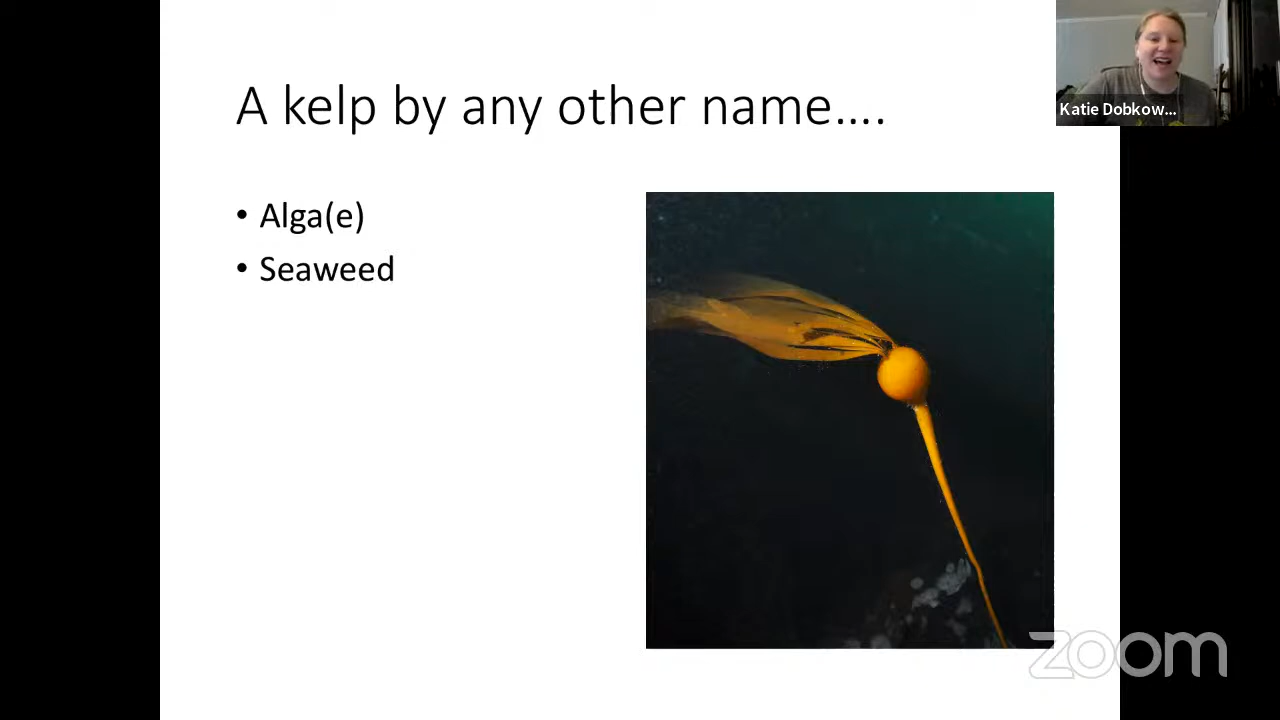 A kelp by any other name....
Katie Dobkow...
• Alga(e)
• Seaweed
zoom